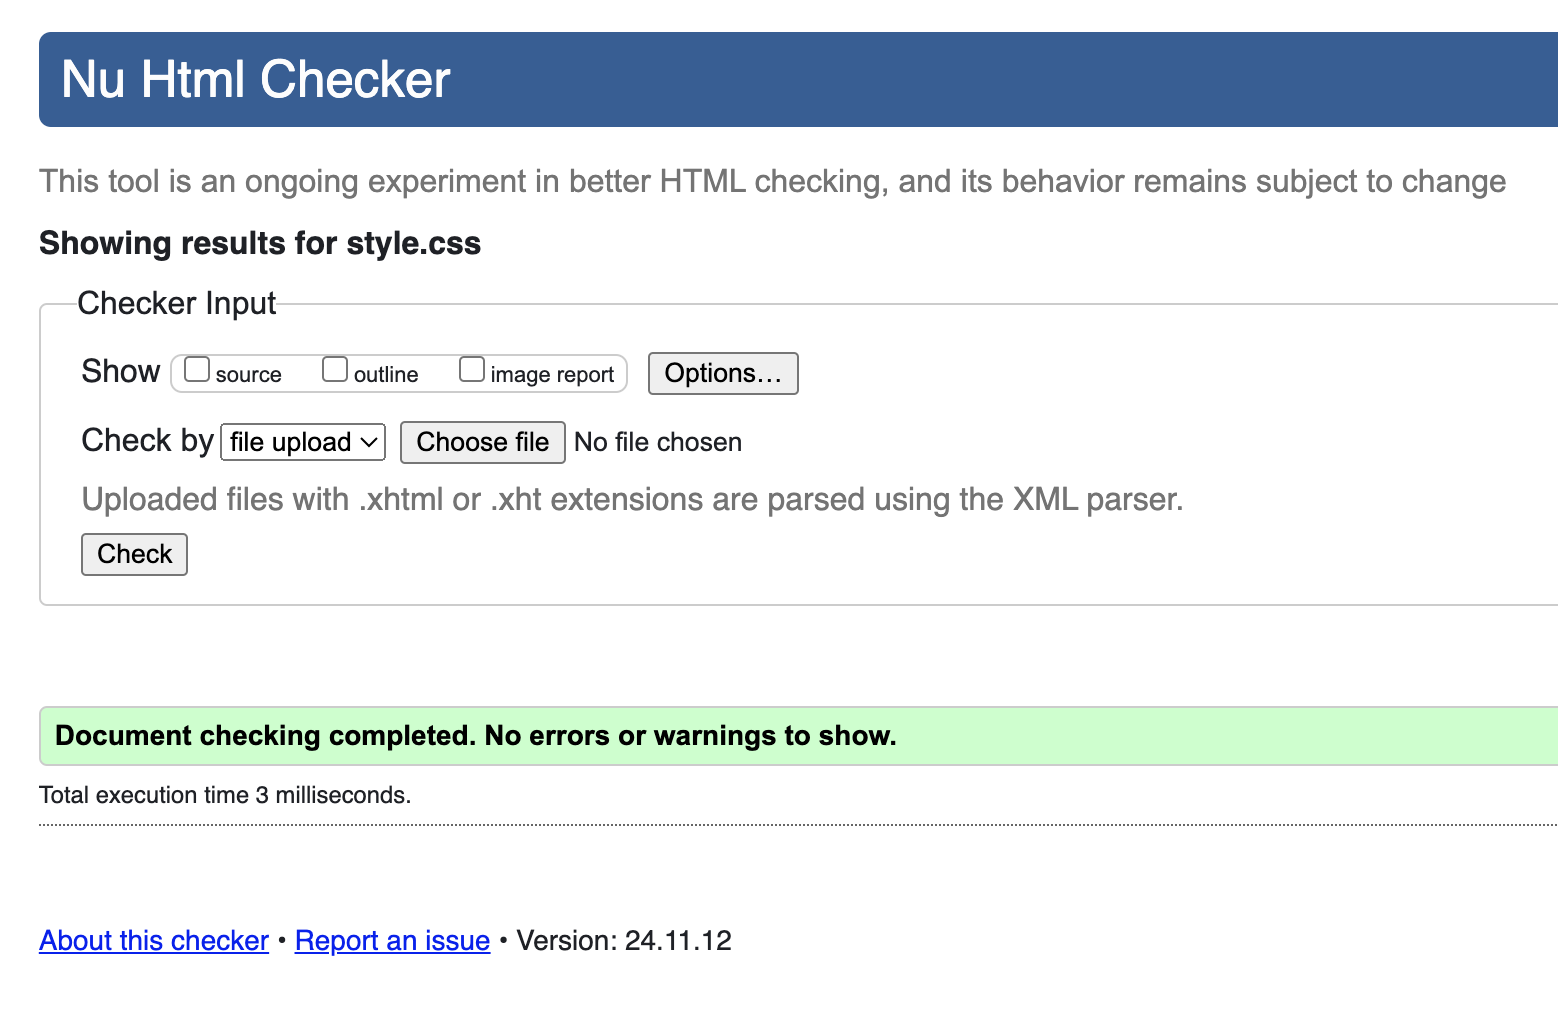 Nu Html Checker
This tool is an ongoing experiment in better HTML checking, and its behavior remains subject to change
Showing results for style.css
Checker Input
Show source outline image report Options...
Check by file upload Choose file No file chosen
Uploaded files with .xhtml or .xht extensions are parsed using the XML parser.
Check
Document checking completed. No errors or warnings to show.
Total execution time 3 milliseconds.
About this checker • Report an issue • Version: 24.11.12